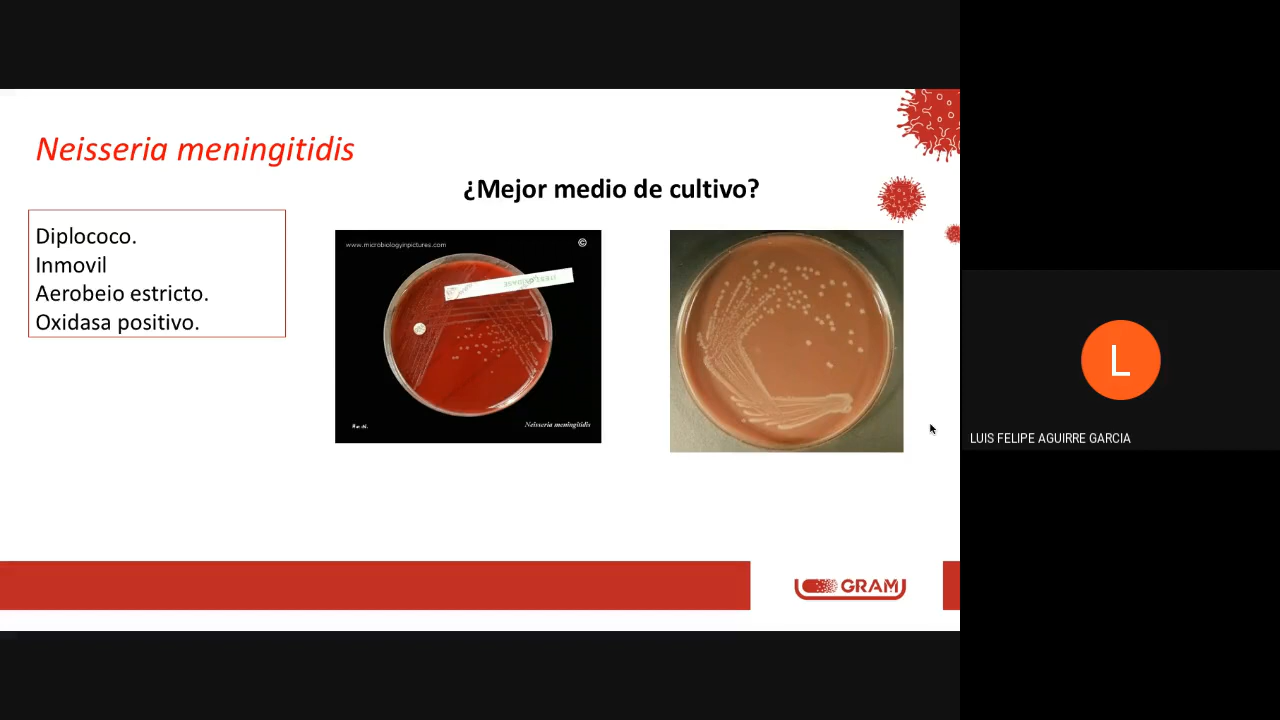 Neisseria meningitidis
¿Mejor medio de cultivo?
Diplococo.
Inmovil
Aerobeio estricto.
Oxidasa positivo.
www.microbiologyinpictures.com
©
Neisseria meningitidis
GRAM
L
LUIS FELIPE AGUIRRE GARCIA